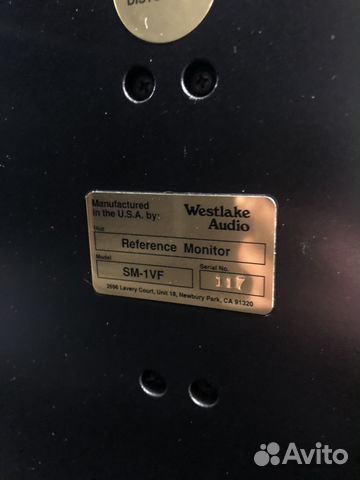 Manufactured
in the U.S.A. by:
Westlake
Audio
Unit
Reference Monitor
Model
SM-1VF
Serial No.
117
2696 Lavery Court, Unit 18, Newbury Park, CA 91320
Avito